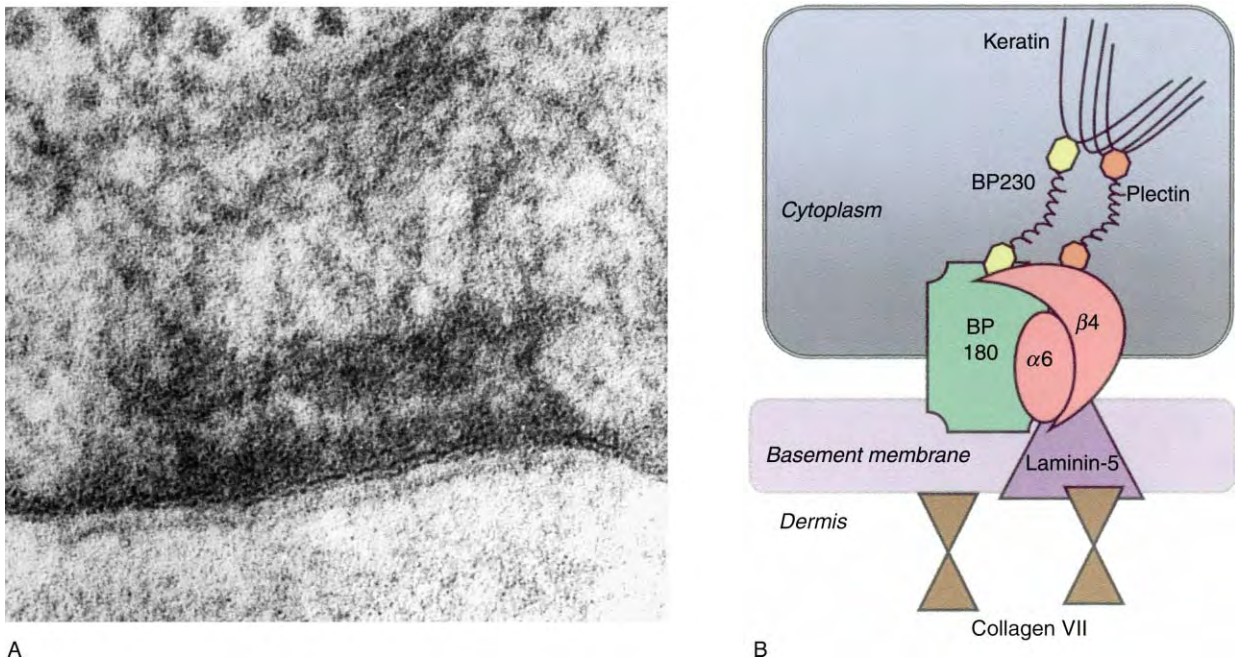 Keratin
BP230
Plectin
Cytoplasm
BP
180
β4
α6
Basement membrane
Laminin-5
Dermis
Collagen VII
A
B